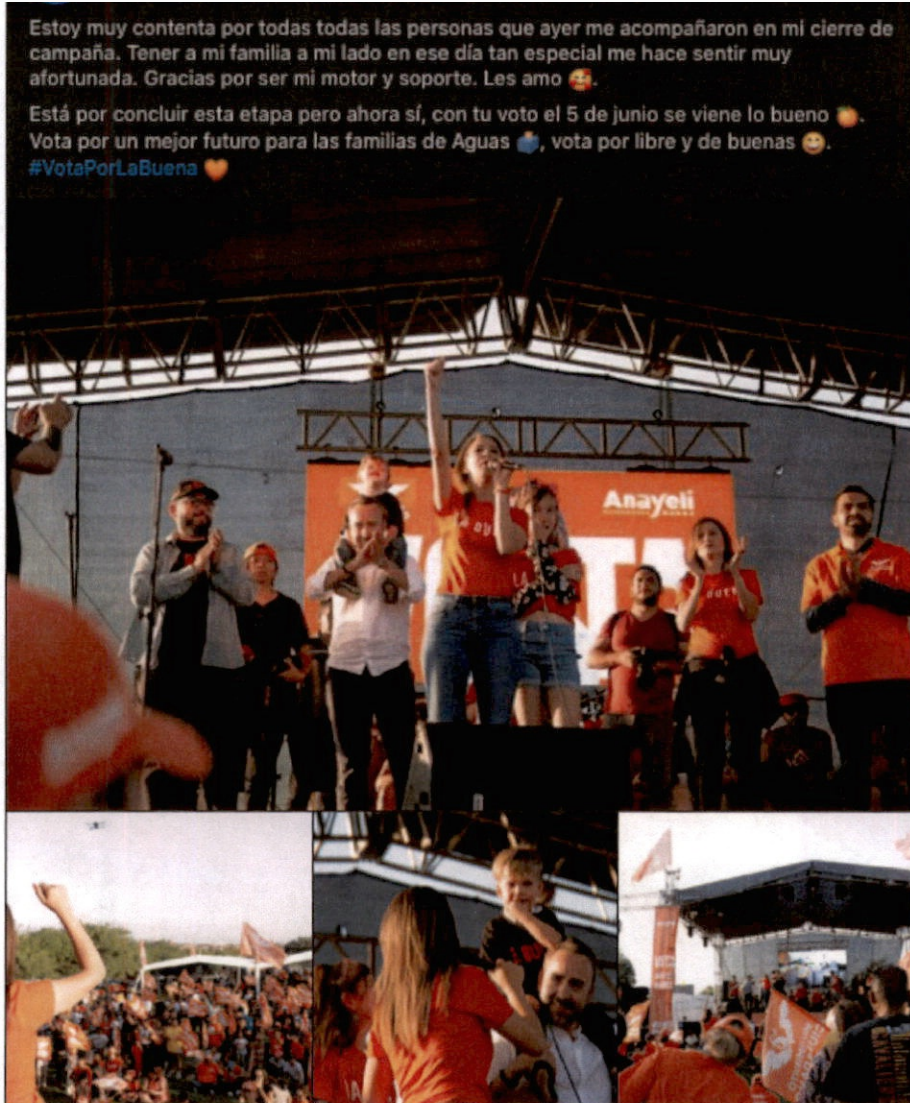 Estoy muy contenta por todas todas las personas que ayer me acompañaron en mi cierre de
campaña. Tener a mi familia a mi lado en ese día tan especial me hace sentir muy
afortunada. Gracias por ser mi motor y soporte. Les amo 🥰.
Está por concluir esta etapa pero ahora sí, con tu voto el 5 de junio se viene lo bueno 🍊.
Vota por un mejor futuro para las familias de Aguas 🗳️, vota por libre y de buenas 😄.
#VotaPorLaBuena 🧡
Anayeli
LA